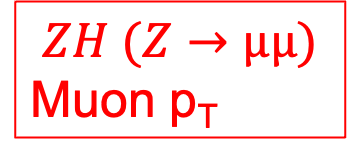 ZH (Z → μμ)
Muon pT